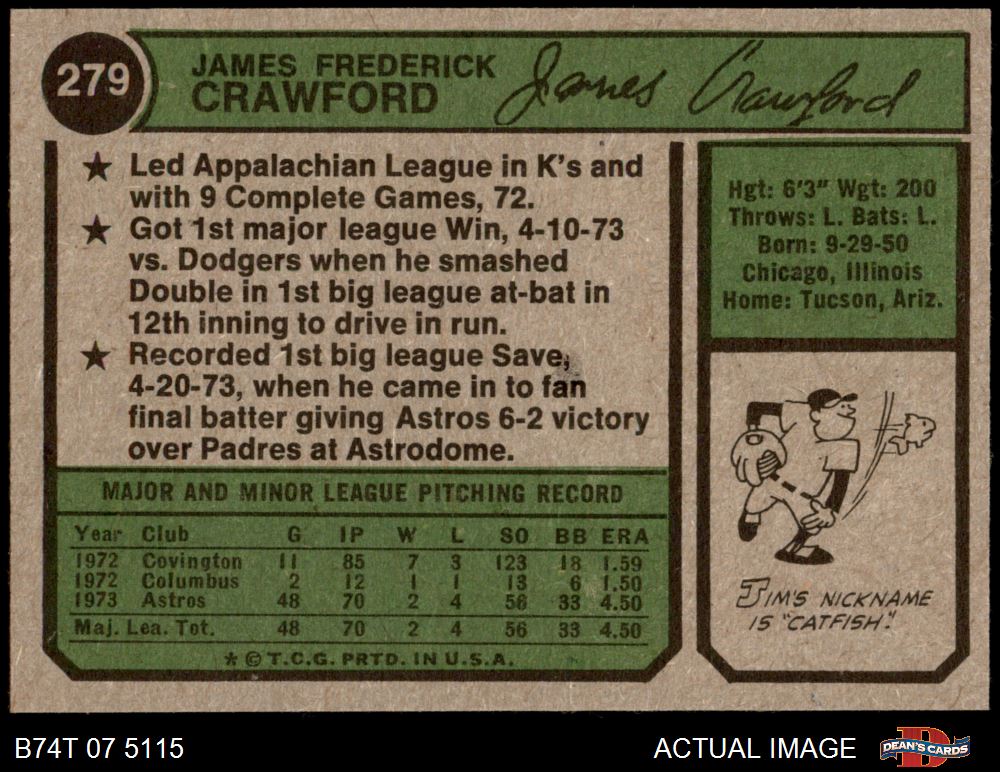 279
JAMES FREDERICK
CRAWFORD
James Crawford
★ Led Appalachian League in K's and
with 9 Complete Games, 72.
★ Got 1st major league Win, 4-10-73
vs. Dodgers when he smashed
Double in 1st big league at-bat in
12th inning to drive in run.
★ Recorded 1st big league Save,
4-20-73, when he came in to fan
final batter giving Astros 6-2 victory
over Padres at Astrodome.
Hgt: 6'3" Wgt: 200
Throws: L. Bats: L.
Born: 9-29-50
Chicago, Illinois
Home: Tucson, Ariz.
JIM'S NICKNAME
IS "CATFISH."
MAJOR AND MINOR LEAGUE PITCHING RECORD
Year Club G IP W L SO BB ERA
1972 Covington 11 85 7 3 123 18 1.59
1972 Columbus 2 12 1 1 13 6 1.50
1973 Astros 48 70 2 4 56 33 4.50
Maj. Lea. Tot. 48 70 2 4 56 33 4.50
* © T.C.G. PRTD. IN U.S.A.
B74T 07 5115
ACTUAL IMAGE
DEAN'S CARDS